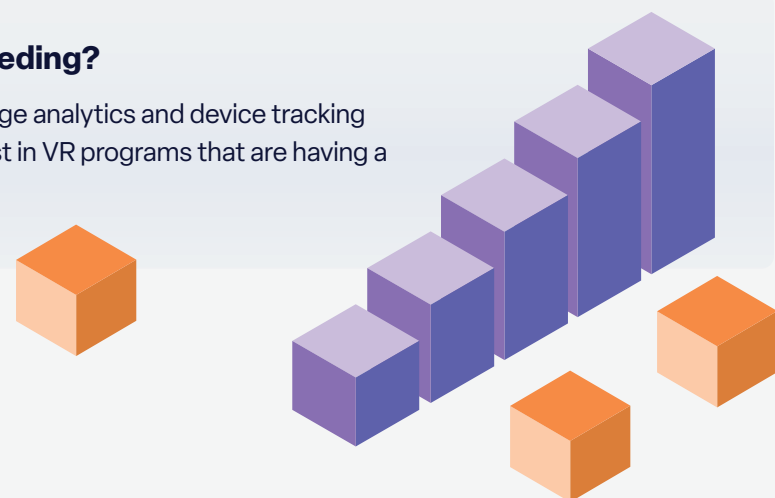 eding?
ge analytics and device tracking
st in VR programs that are having a